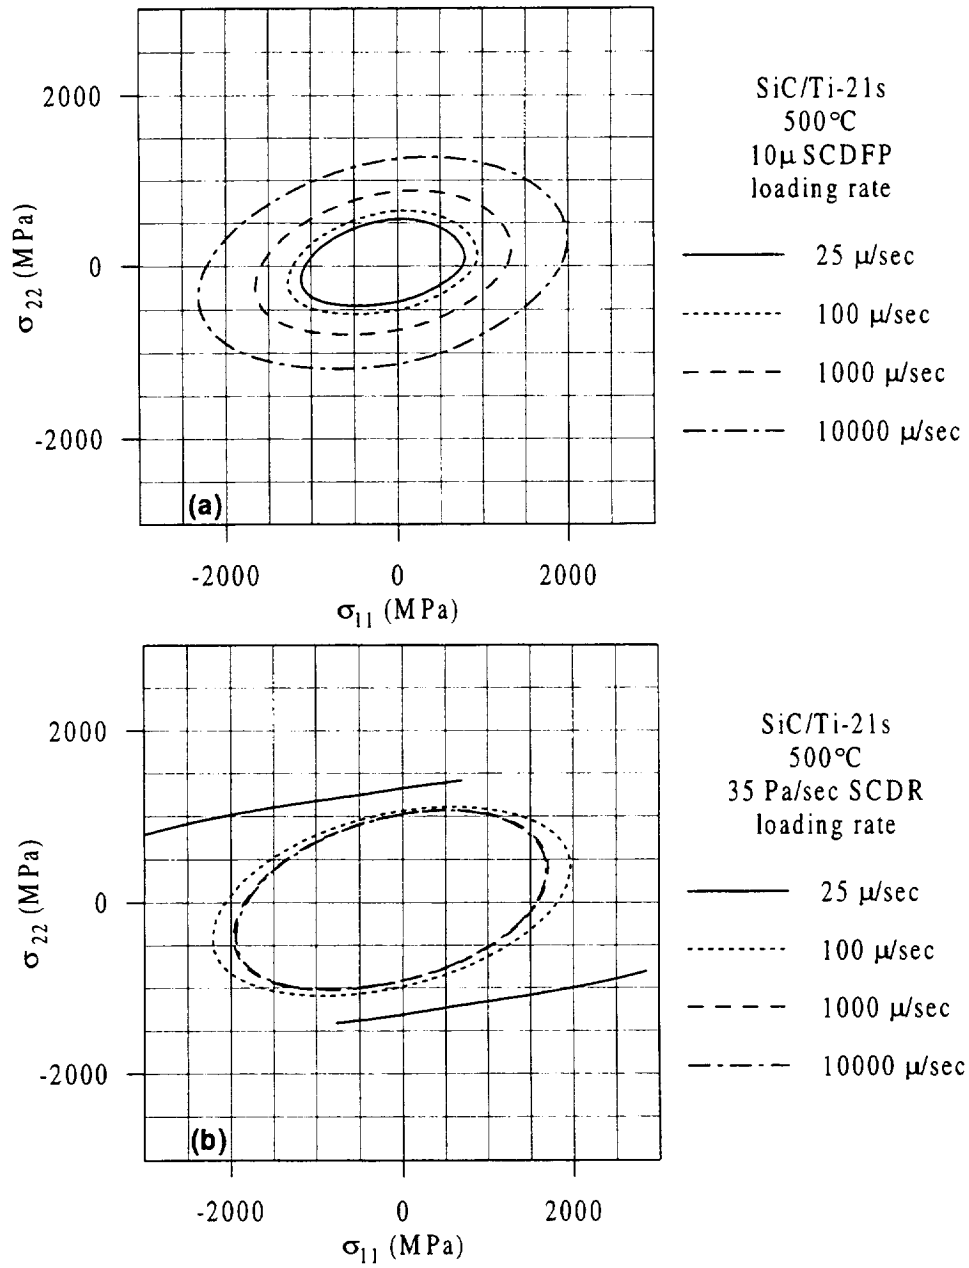 2000
0
-2000
σ22 (MPa)
(a)
-2000 0 2000
σ11 (MPa)
SiC/Ti-21s
500°C
10μ SCDFP
loading rate
25 μ/sec
100 μ/sec
1000 μ/sec
10000 μ/sec
2000
0
-2000
σ22 (MPa)
(b)
-2000 0 2000
σ11 (MPa)
SiC/Ti-21s
500°C
35 Pa/sec SCDR
loading rate
25 μ/sec
100 μ/sec
1000 μ/sec
10000 μ/sec